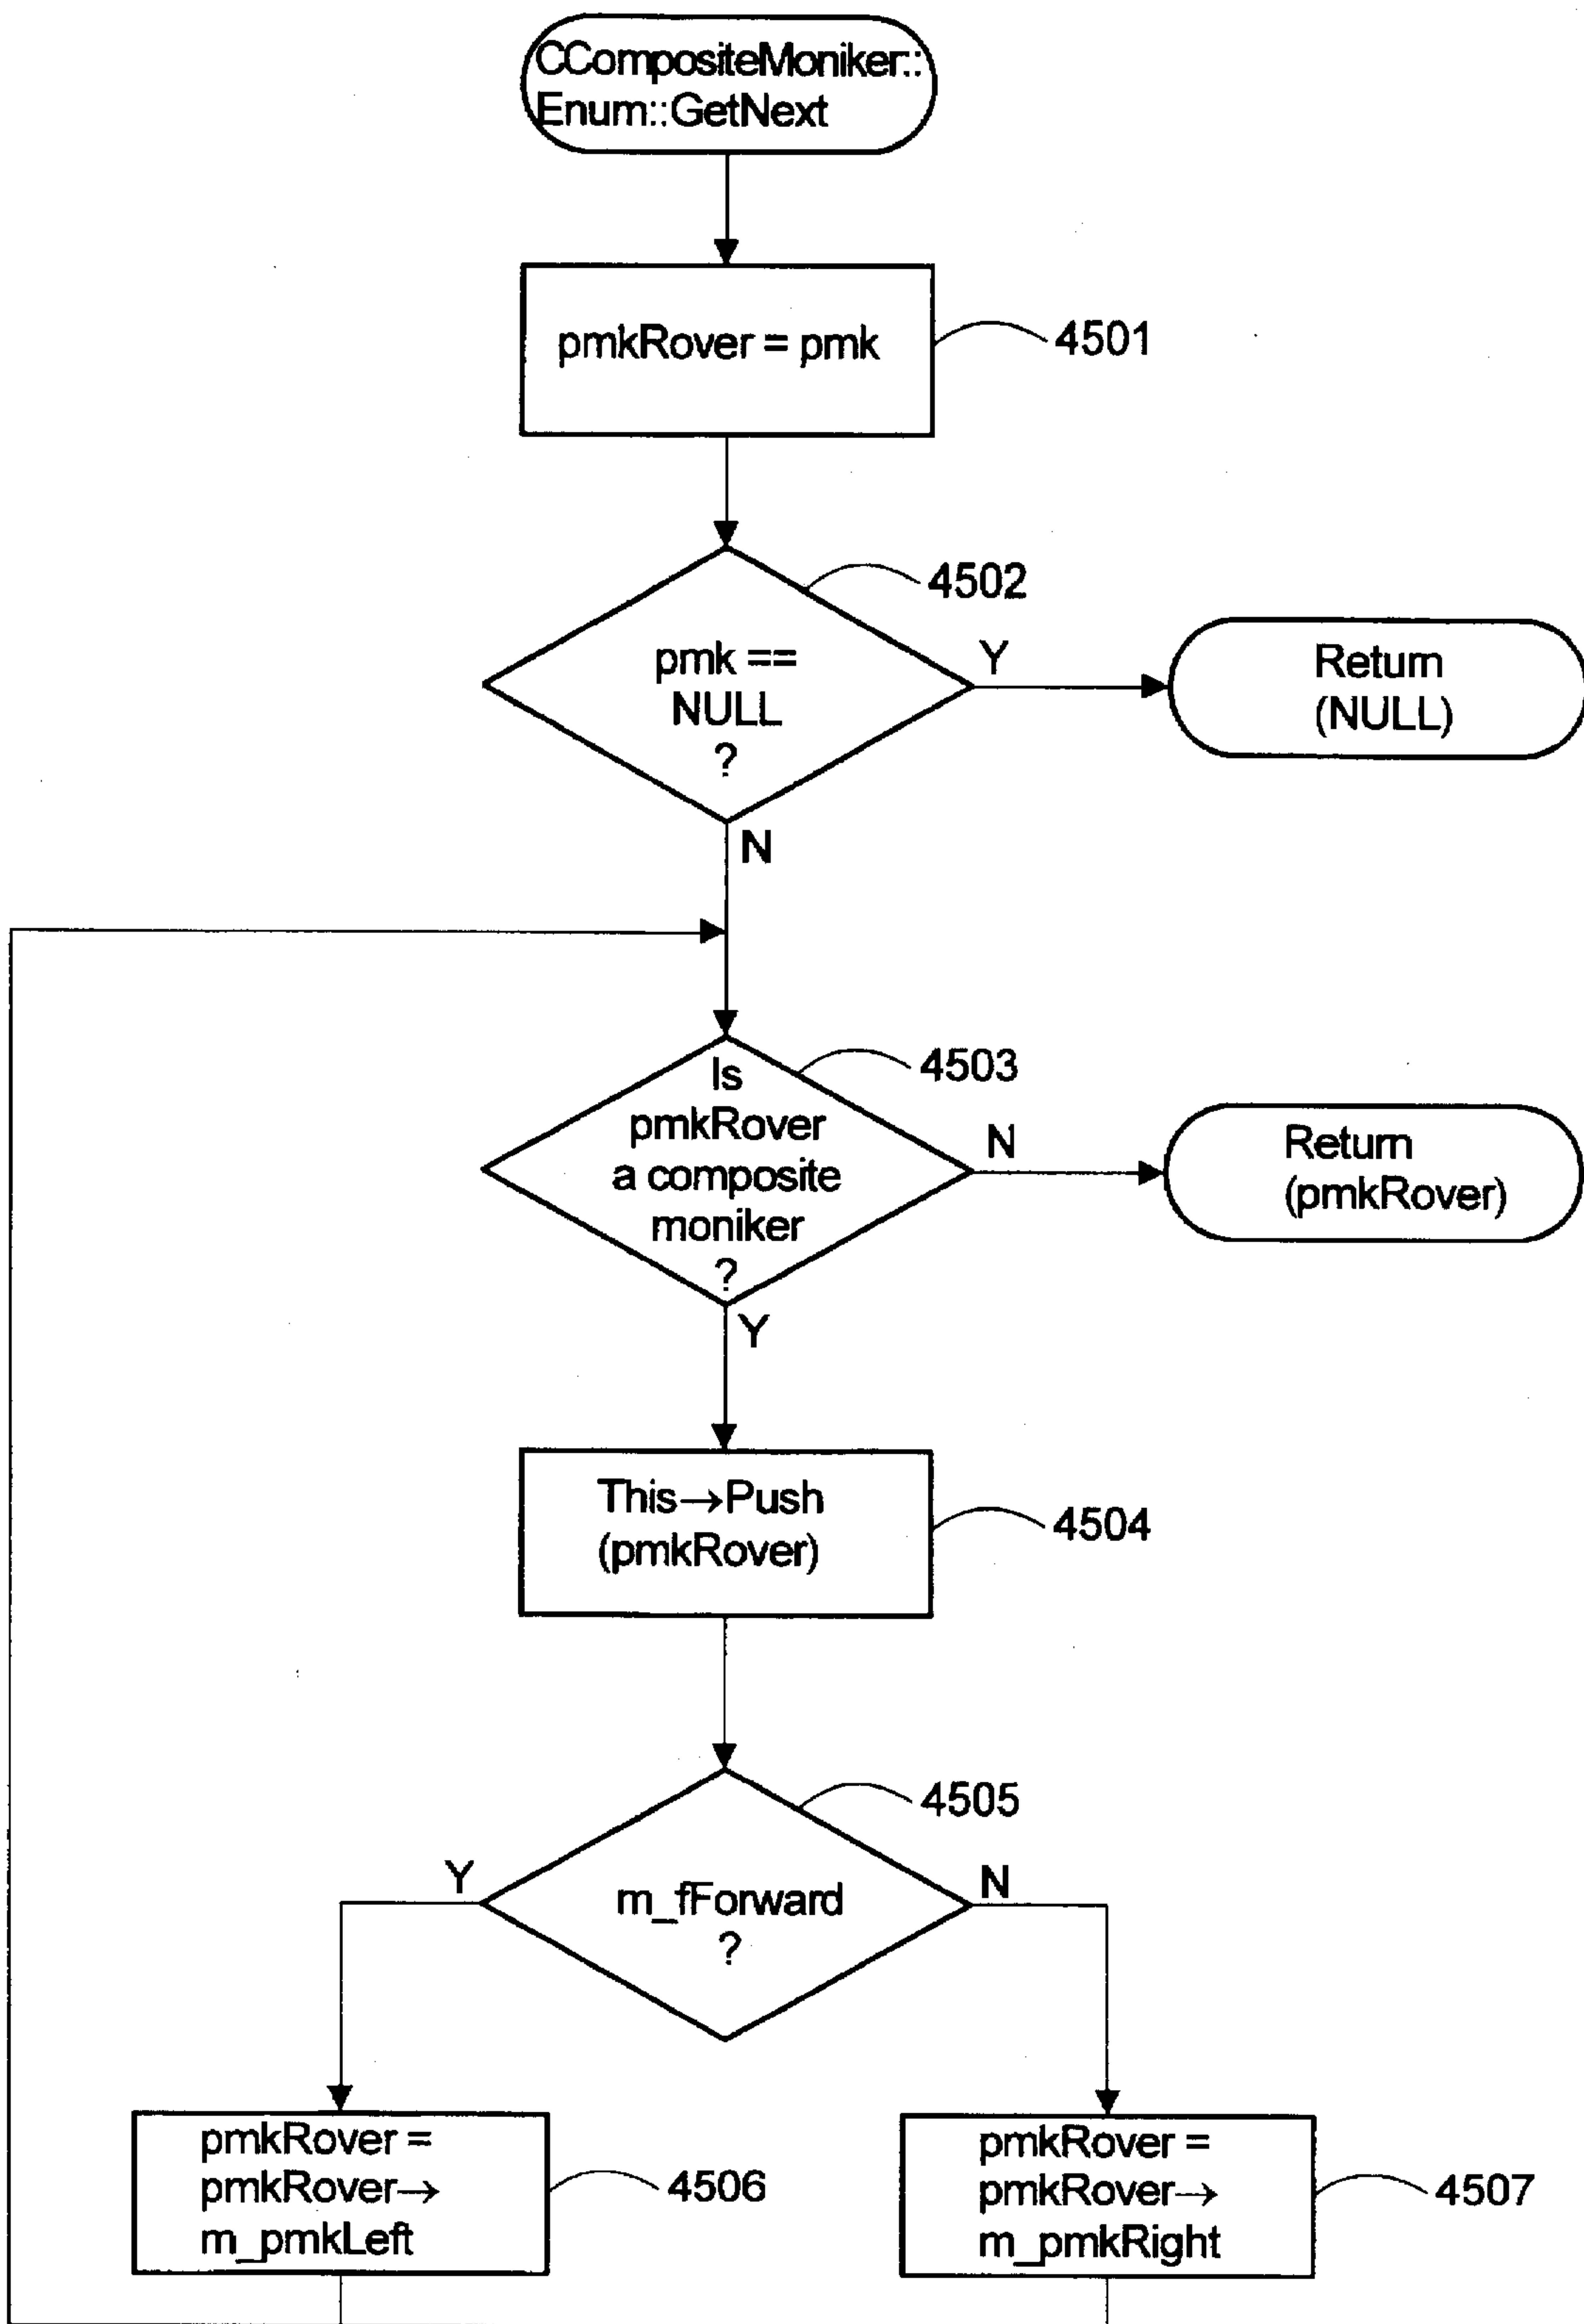 CCompositeMoniker::
Enum::GetNext
pmkRover = pmk
4501
4502
pmk ==
NULL
?
Y
Return
(NULL)
N
4503
Is
pmkRover
a composite
moniker
?
N
Return
(pmkRover)
Y
This→Push
(pmkRover)
4504
4505
Y
m_fForward
?
N
pmkRover =
pmkRover→
m_pmkLeft
4506
pmkRover =
pmkRover→
m_pmkRight
4507